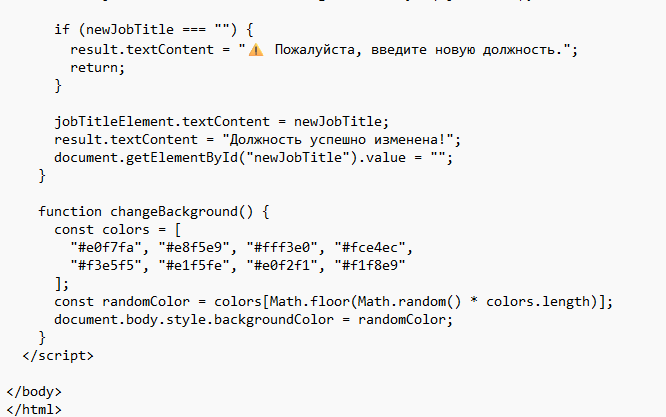 if (newJobTitle === "") {
result.textContent = "⚠️ Пожалуйста, введите новую должность.";
return;
}
jobTitleElement.textContent = newJobTitle;
result.textContent = "Должность успешно изменена!";
document.getElementById("newJobTitle").value = "";
}
function changeBackground() {
const colors = [
"#e0f7fa", "#e8f5e9", "#fff3e0", "#fce4ec",
"#f3e5f5", "#e1f5fe", "#e0f2f1", "#f1f8e9"
];
const randomColor = colors[Math.floor(Math.random() * colors.length)];
document.body.style.backgroundColor = randomColor;
}
</script>
</body>
</html>